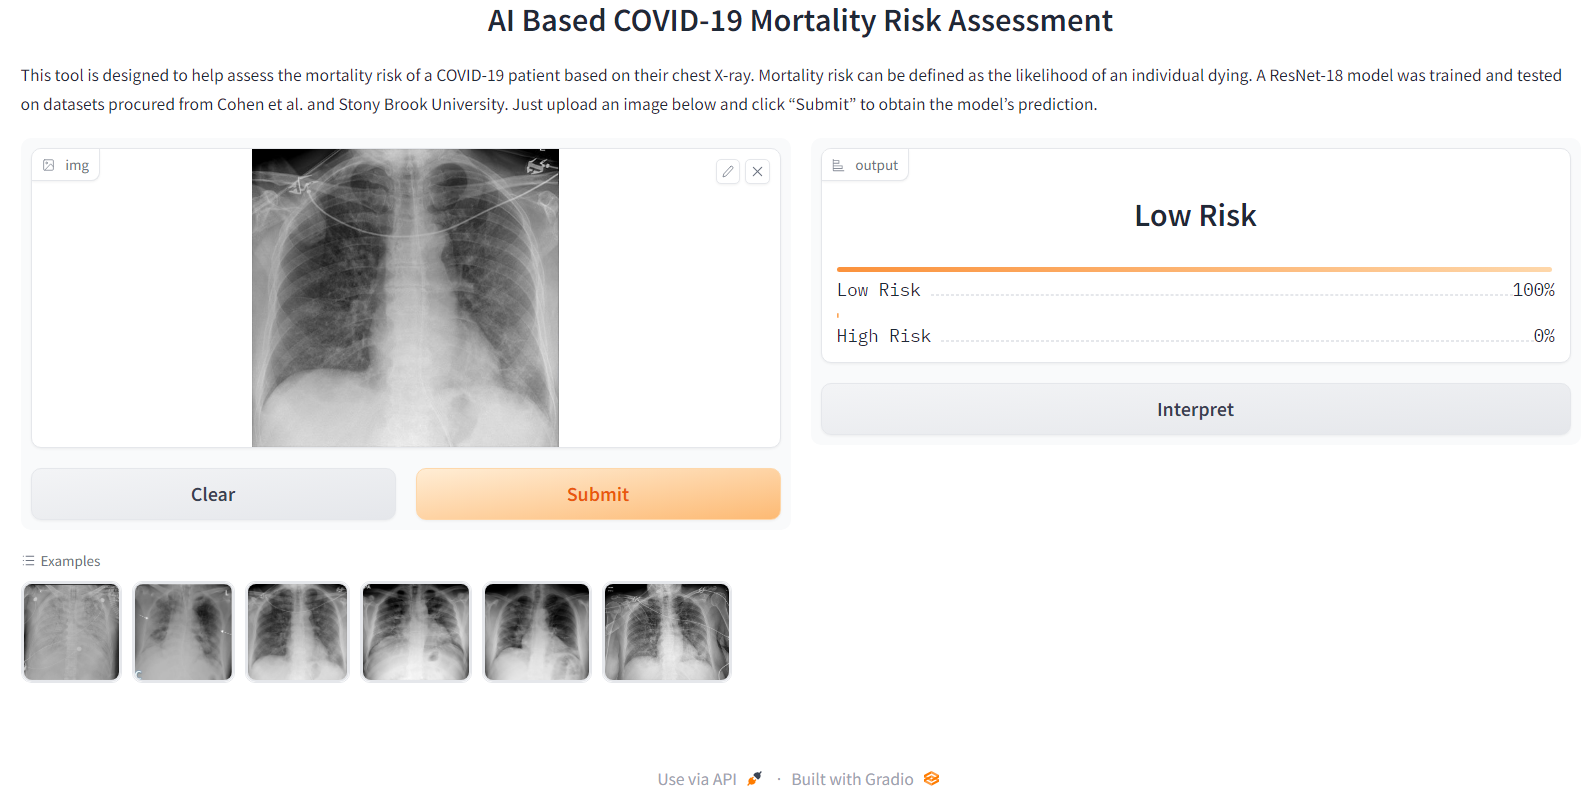 AI Based COVID-19 Mortality Risk Assessment
This tool is designed to help assess the mortality risk of a COVID-19 patient based on their chest X-ray. Mortality risk can be defined as the likelihood of an individual dying. A ResNet-18 model was trained and tested
on datasets procured from Cohen et al. and Stony Brook University. Just upload an image below and click “Submit” to obtain the model’s prediction.
img
output
Low Risk
Low Risk 100%
High Risk 0%
Interpret
Clear
Submit
Examples
Use via API · Built with Gradio